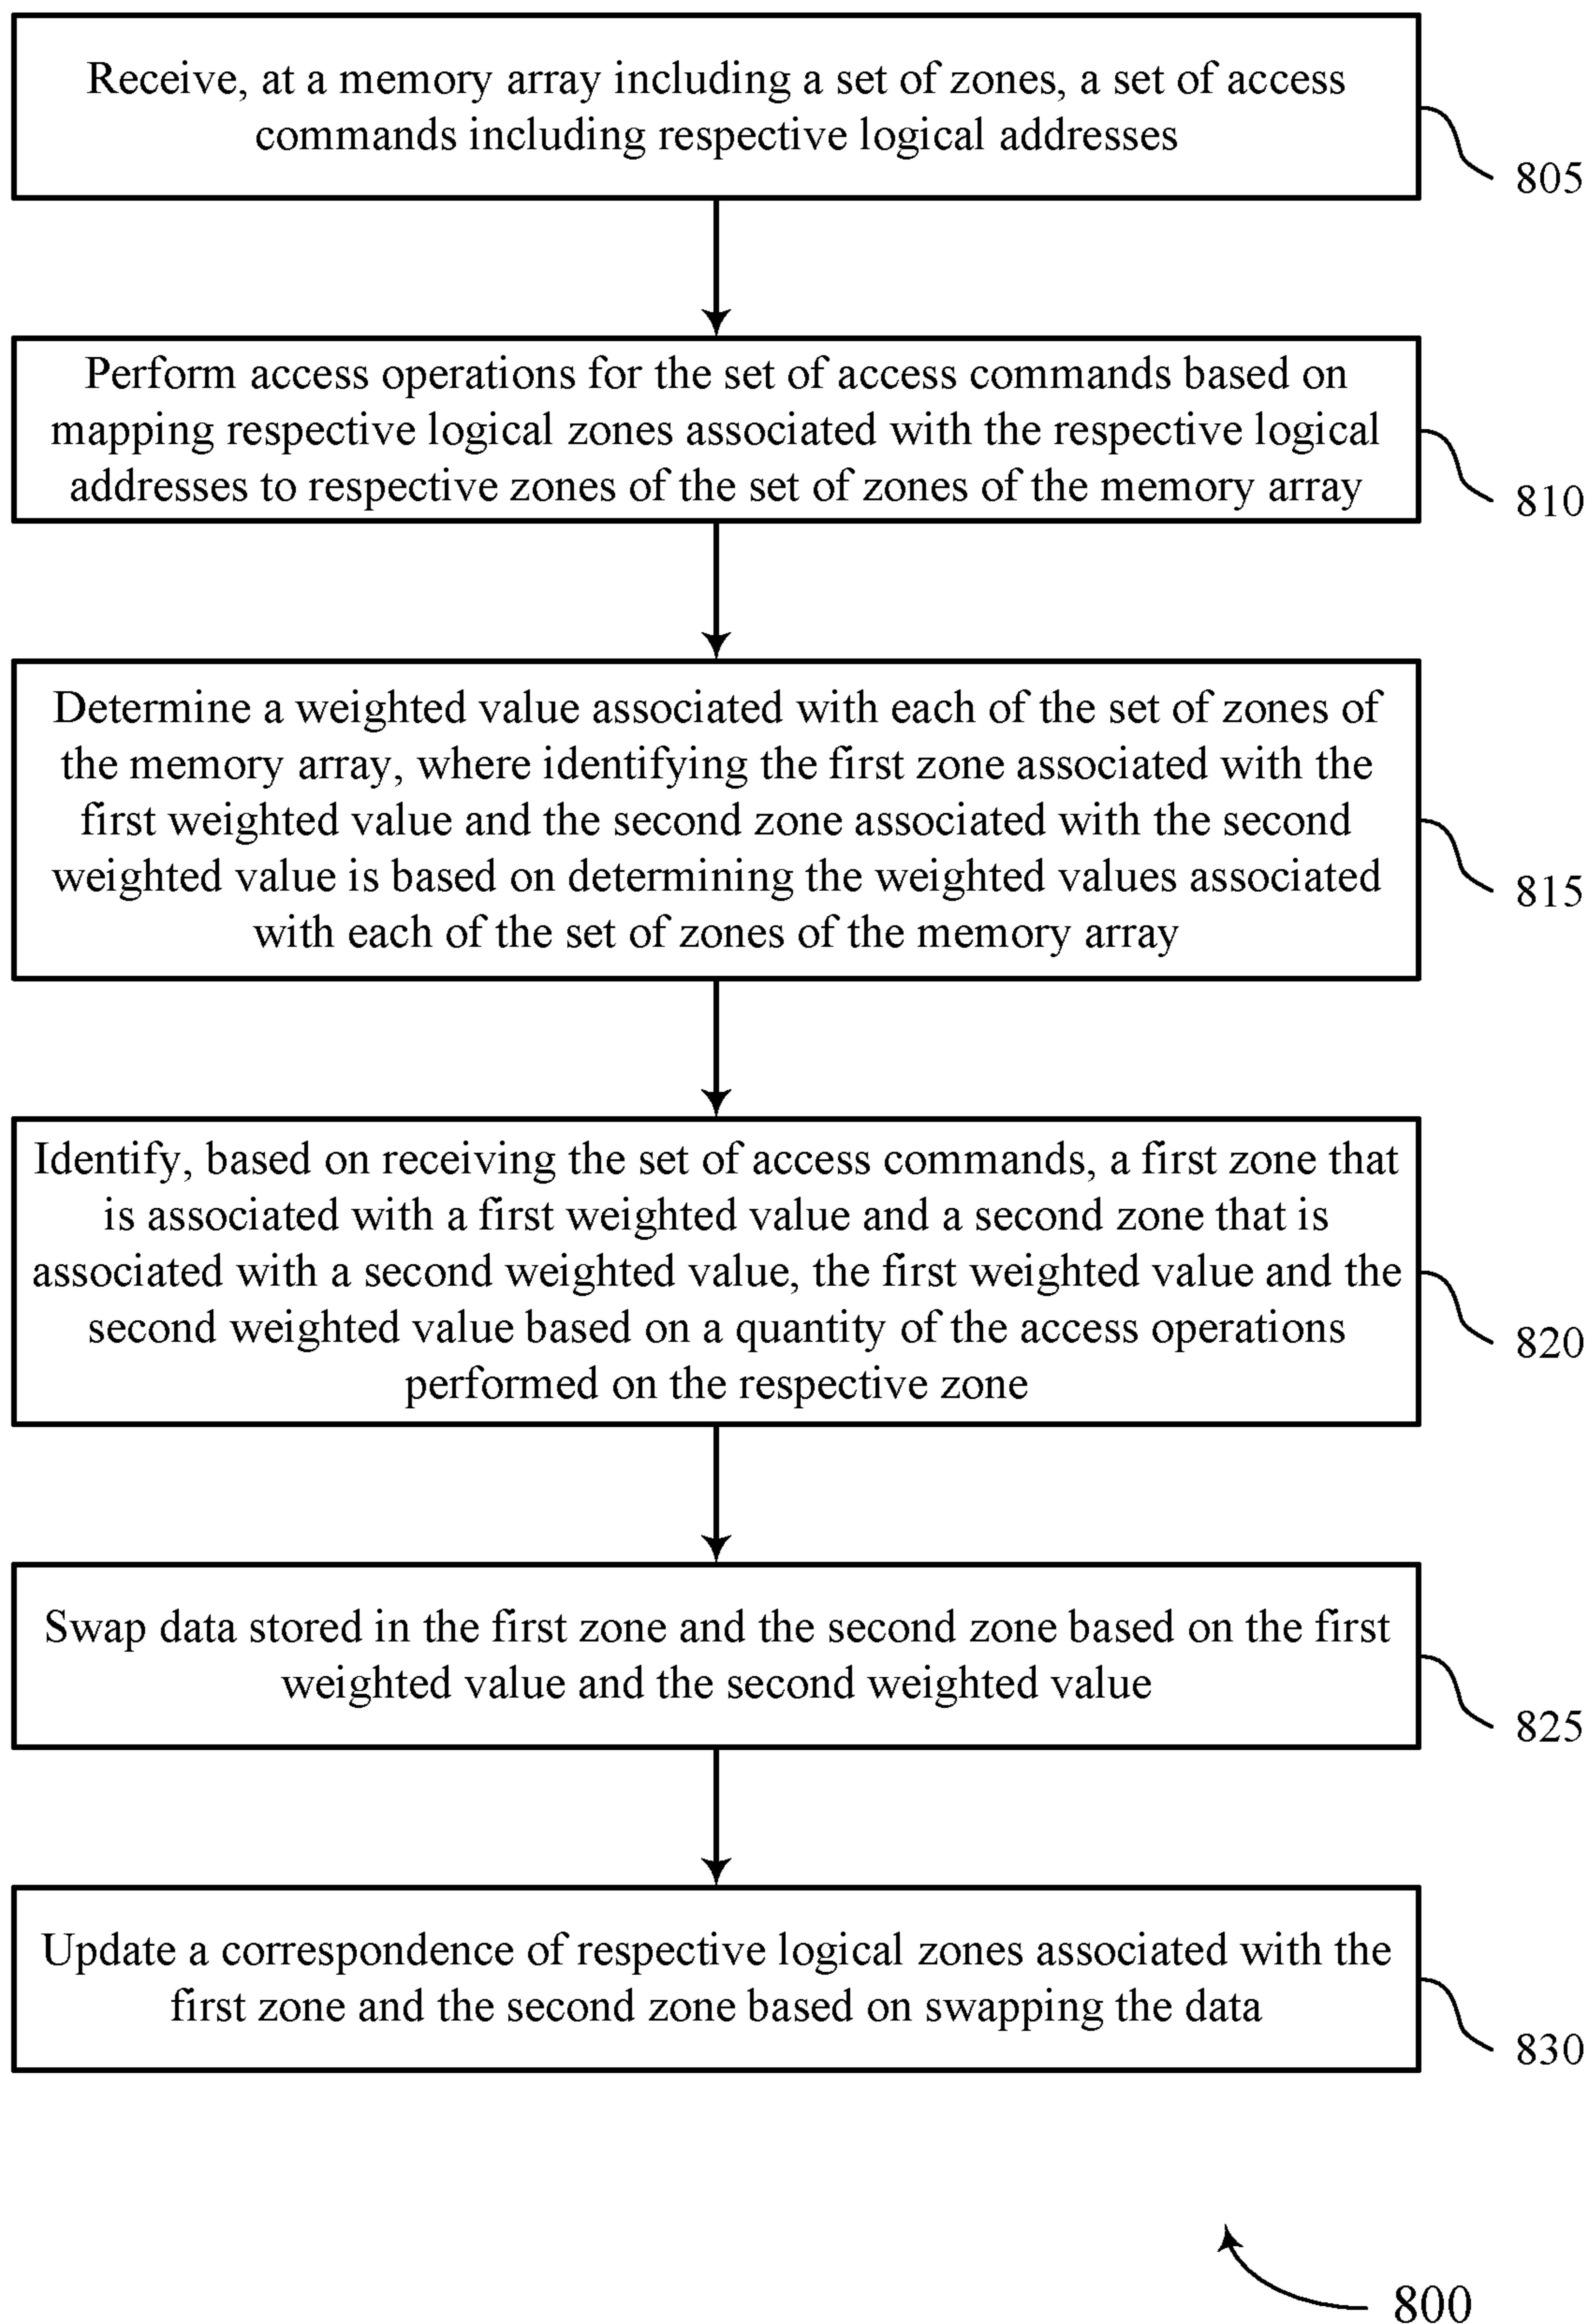 Receive, at a memory array including a set of zones, a set of access
commands including respective logical addresses
805
Perform access operations for the set of access commands based on
mapping respective logical zones associated with the respective logical
addresses to respective zones of the set of zones of the memory array
810
Determine a weighted value associated with each of the set of zones of
the memory array, where identifying the first zone associated with the
first weighted value and the second zone associated with the second
weighted value is based on determining the weighted values associated
with each of the set of zones of the memory array
815
Identify, based on receiving the set of access commands, a first zone that
is associated with a first weighted value and a second zone that is
associated with a second weighted value, the first weighted value and the
second weighted value based on a quantity of the access operations
performed on the respective zone
820
Swap data stored in the first zone and the second zone based on the first
weighted value and the second weighted value
825
Update a correspondence of respective logical zones associated with the
first zone and the second zone based on swapping the data
830
800